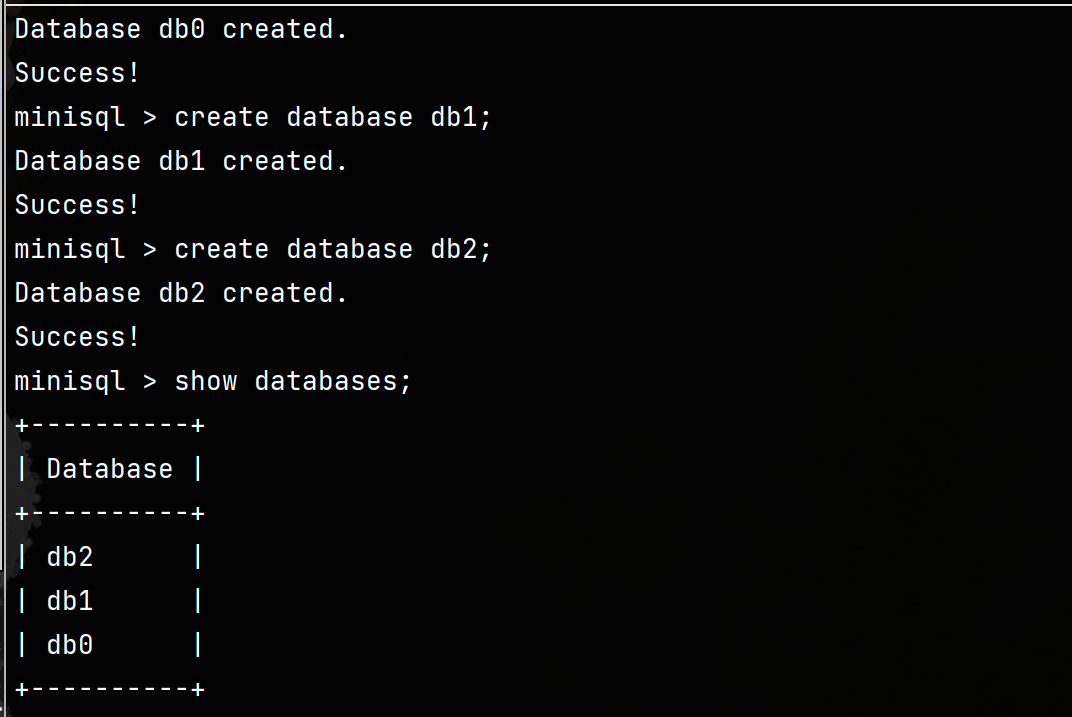 Database db0 created.
Success!
minisql > create database db1;
Database db1 created.
Success!
minisql > create database db2;
Database db2 created.
Success!
minisql > show databases;
+----------+
| Database |
+----------+
| db2      |
| db1      |
| db0      |
+----------+